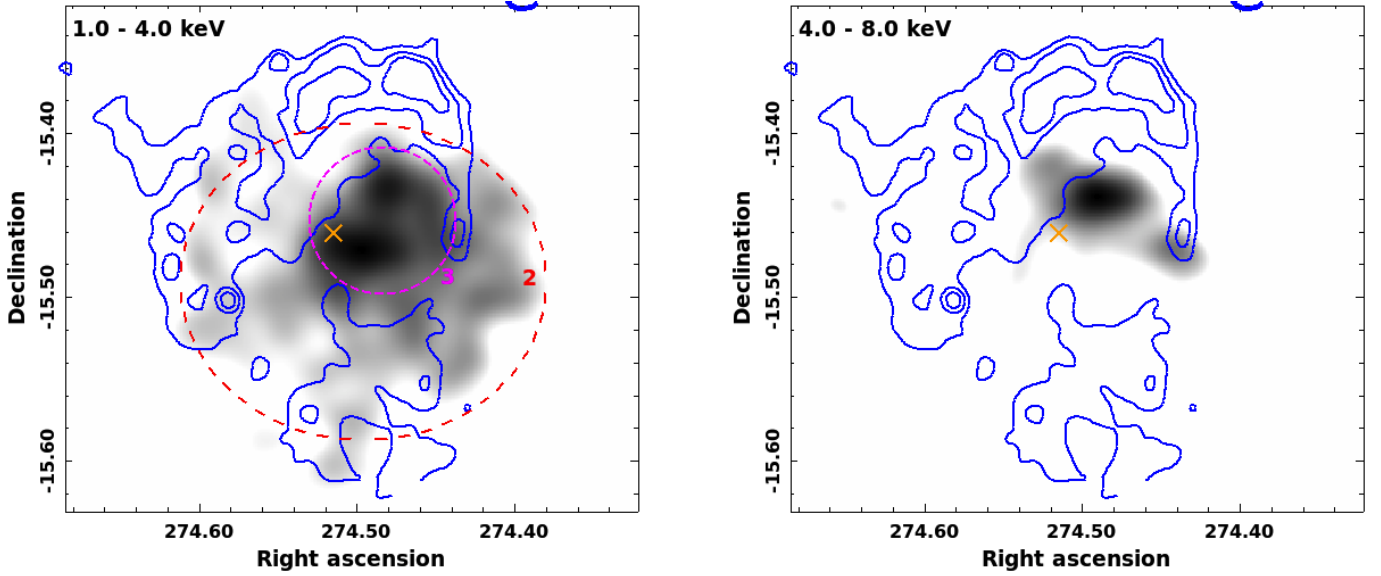 1.0 - 4.0 keV
Declination
-15.40
-15.50
-15.60
3
2
274.60
274.50
274.40
Right ascension
4.0 - 8.0 keV
Declination
-15.40
-15.50
-15.60
274.60
274.50
274.40
Right ascension